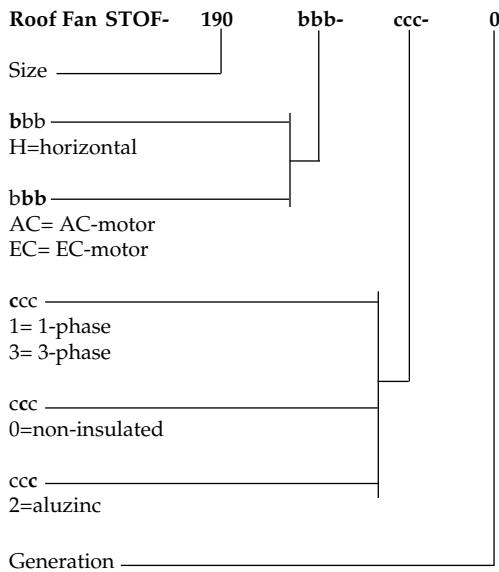 Roof Fan STOF- 190 bbb- ccc- 0
Size
bbb
H=horizontal
bbb
AC= AC-motor
EC= EC-motor
ccc
1= 1-phase
3= 3-phase
ccc
0=non-insulated
ccc
2=aluzinc
Generation